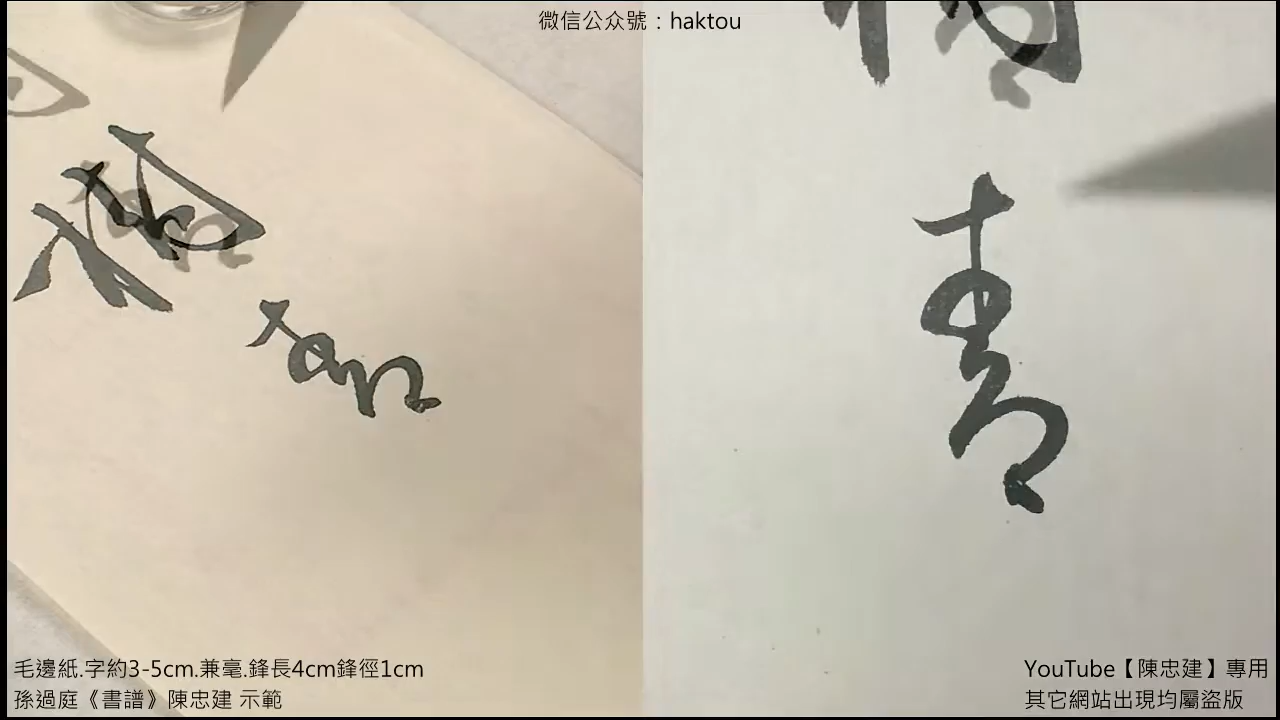 微信公众號：haktou
青
毛邊紙.字約3-5cm.兼毫.鋒長4cm鋒徑1cm
孫過庭《書譜》陳忠建 示範
YouTube【陳忠建】專用
其它網站出現均屬盜版